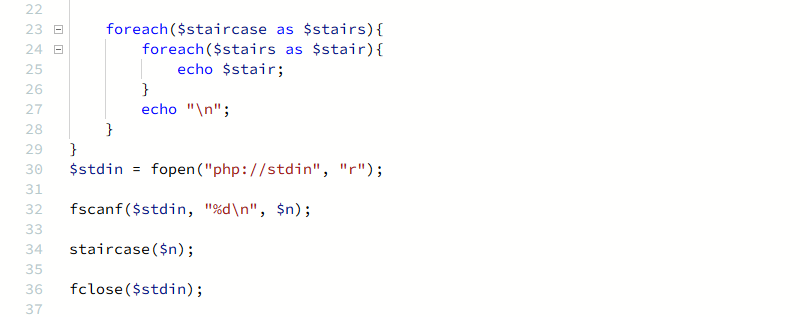 22
23 foreach($staircase as $stairs){
24 foreach($stairs as $stair){
25 echo $stair;
26 }
27 echo "\n";
28 }
29 }
30 $stdin = fopen("php://stdin", "r");
31
32 fscanf($stdin, "%d\n", $n);
33
34 staircase($n);
35
36 fclose($stdin);
37